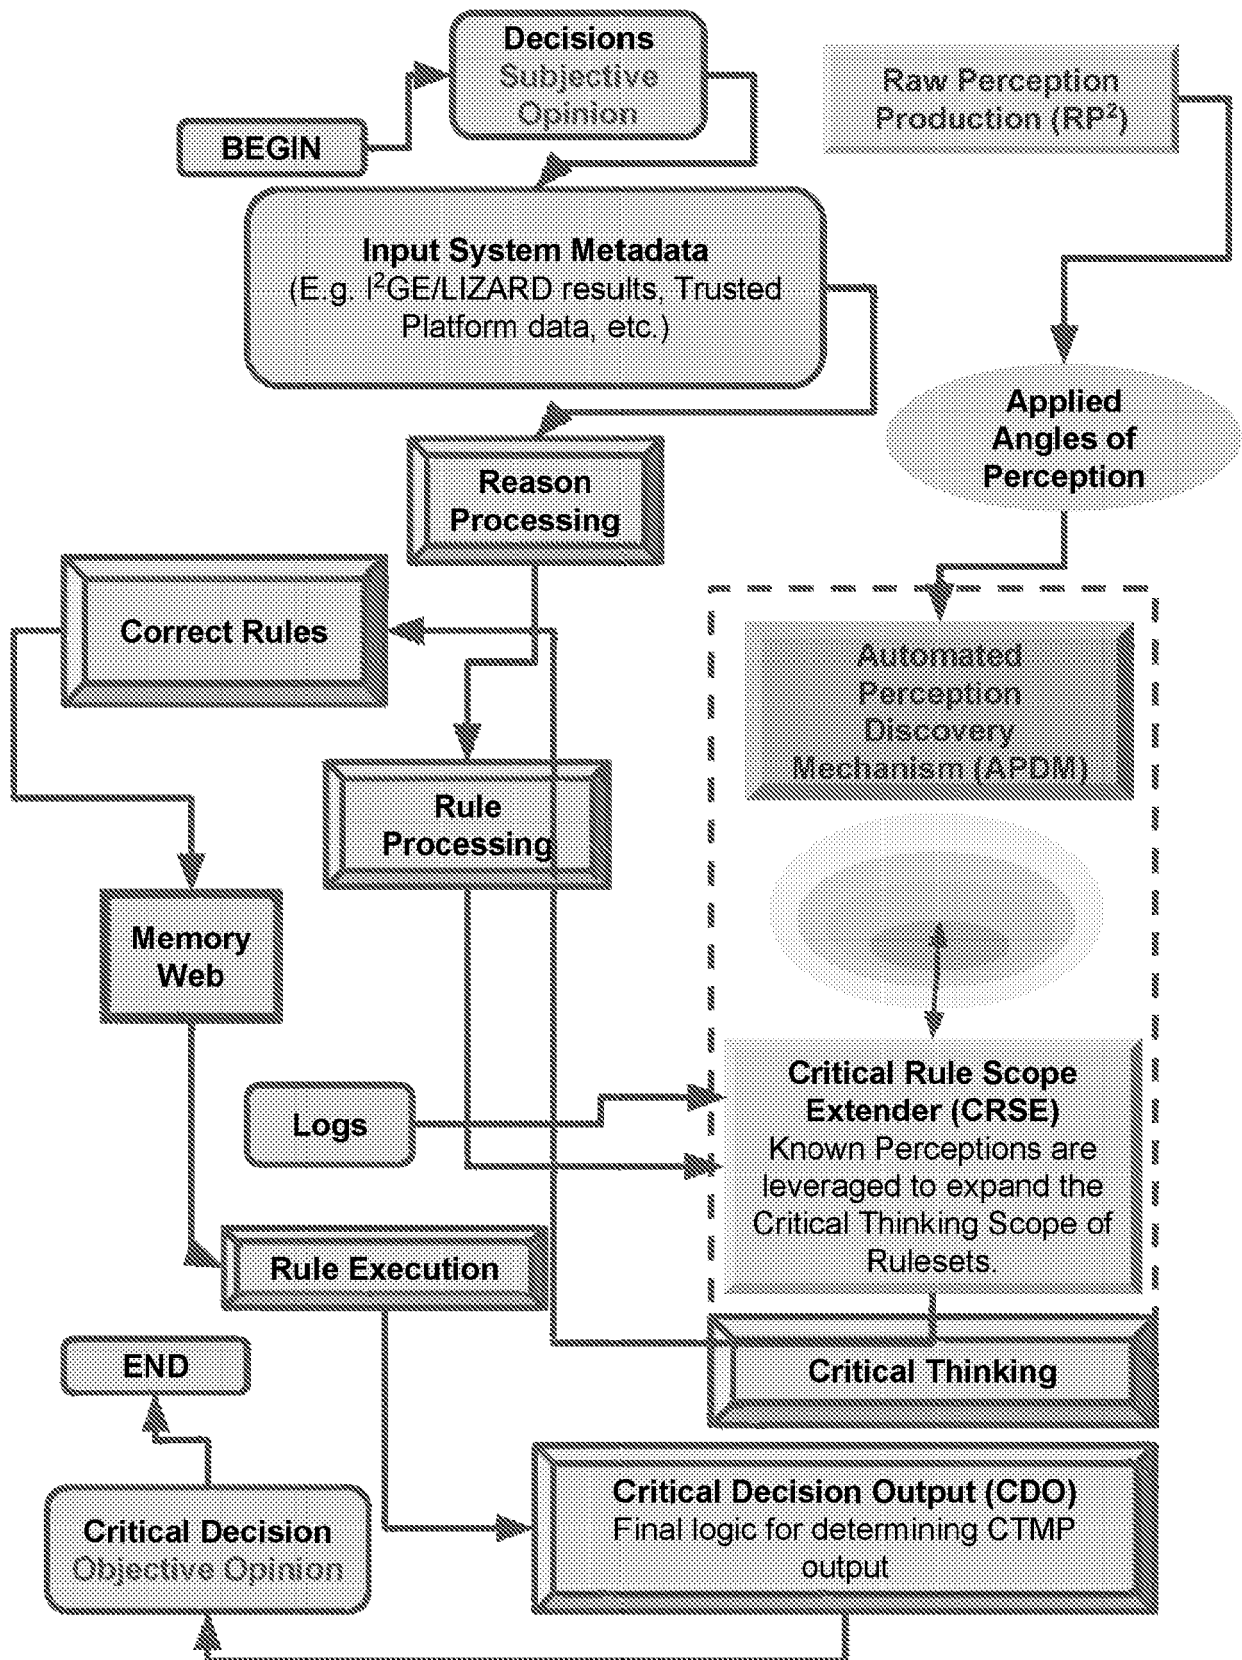 Decisions
Subjective
Opinion
Raw Perception
Production (RP²)
BEGIN
Input System Metadata
(E.g. I²GE/LIZARD results, Trusted
Platform data, etc.)
Applied
Angles of
Perception
Reason
Processing
Correct Rules
Automated
Perception
Discovery
Mechanism (APDM)
Rule
Processing
Memory
Web
Critical Rule Scope
Extender (CRSE)
Known Perceptions are
leveraged to expand the
Critical Thinking Scope of
Rulesets.
Logs
Rule Execution
END
Critical Thinking
Critical Decision Output (CDO)
Final logic for determining CTMP
output
Critical Decision
Objective Opinion